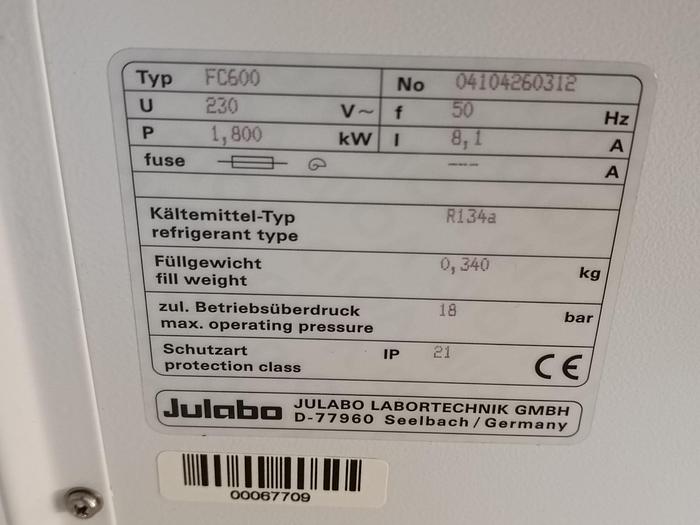 Typ FC600 No 04104260312
U 230 V~ f 50 Hz
P 1,800 kW I 8,1 A
fuse --- A
Kältemittel-Typ R134a
refrigerant type
Füllgewicht 0,340 kg
fill weight
zul. Betriebsüberdruck 18 bar
max. operating pressure
Schutzart IP 21
protection class CE
Julabo JULABO LABORTECHNIK GMBH
D-77960 Seelbach/Germany
00067709